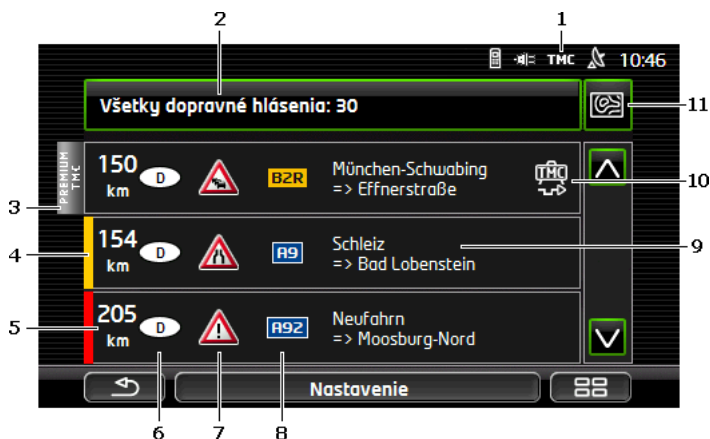 1
2
TMC 10:46
Všetky dopravné hlásenia: 30
11
PREMIUM
TMC
150
km
D
B2R
München-Schwabing
=> Effnerstraße
TMC
10
3
154
km
D
A9
Schleiz
=> Bad Lobenstein
4
9
205
km
D
A92
Neufahrn
=> Moosburg-Nord
5
Nastavenie
6
7
8